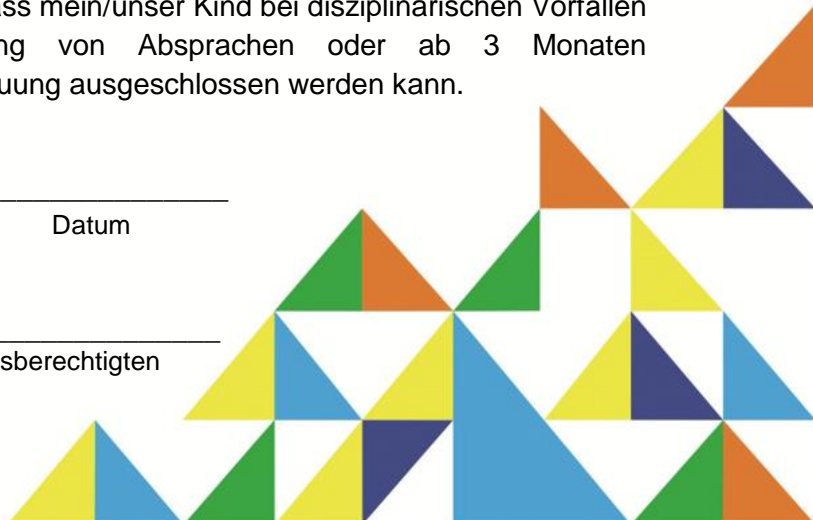 ass mein/unser Kind bei disziplinarischen Vorfällen
ng von Absprachen oder ab 3 Monaten
uung ausgeschlossen werden kann.
Datum
sberechtigten